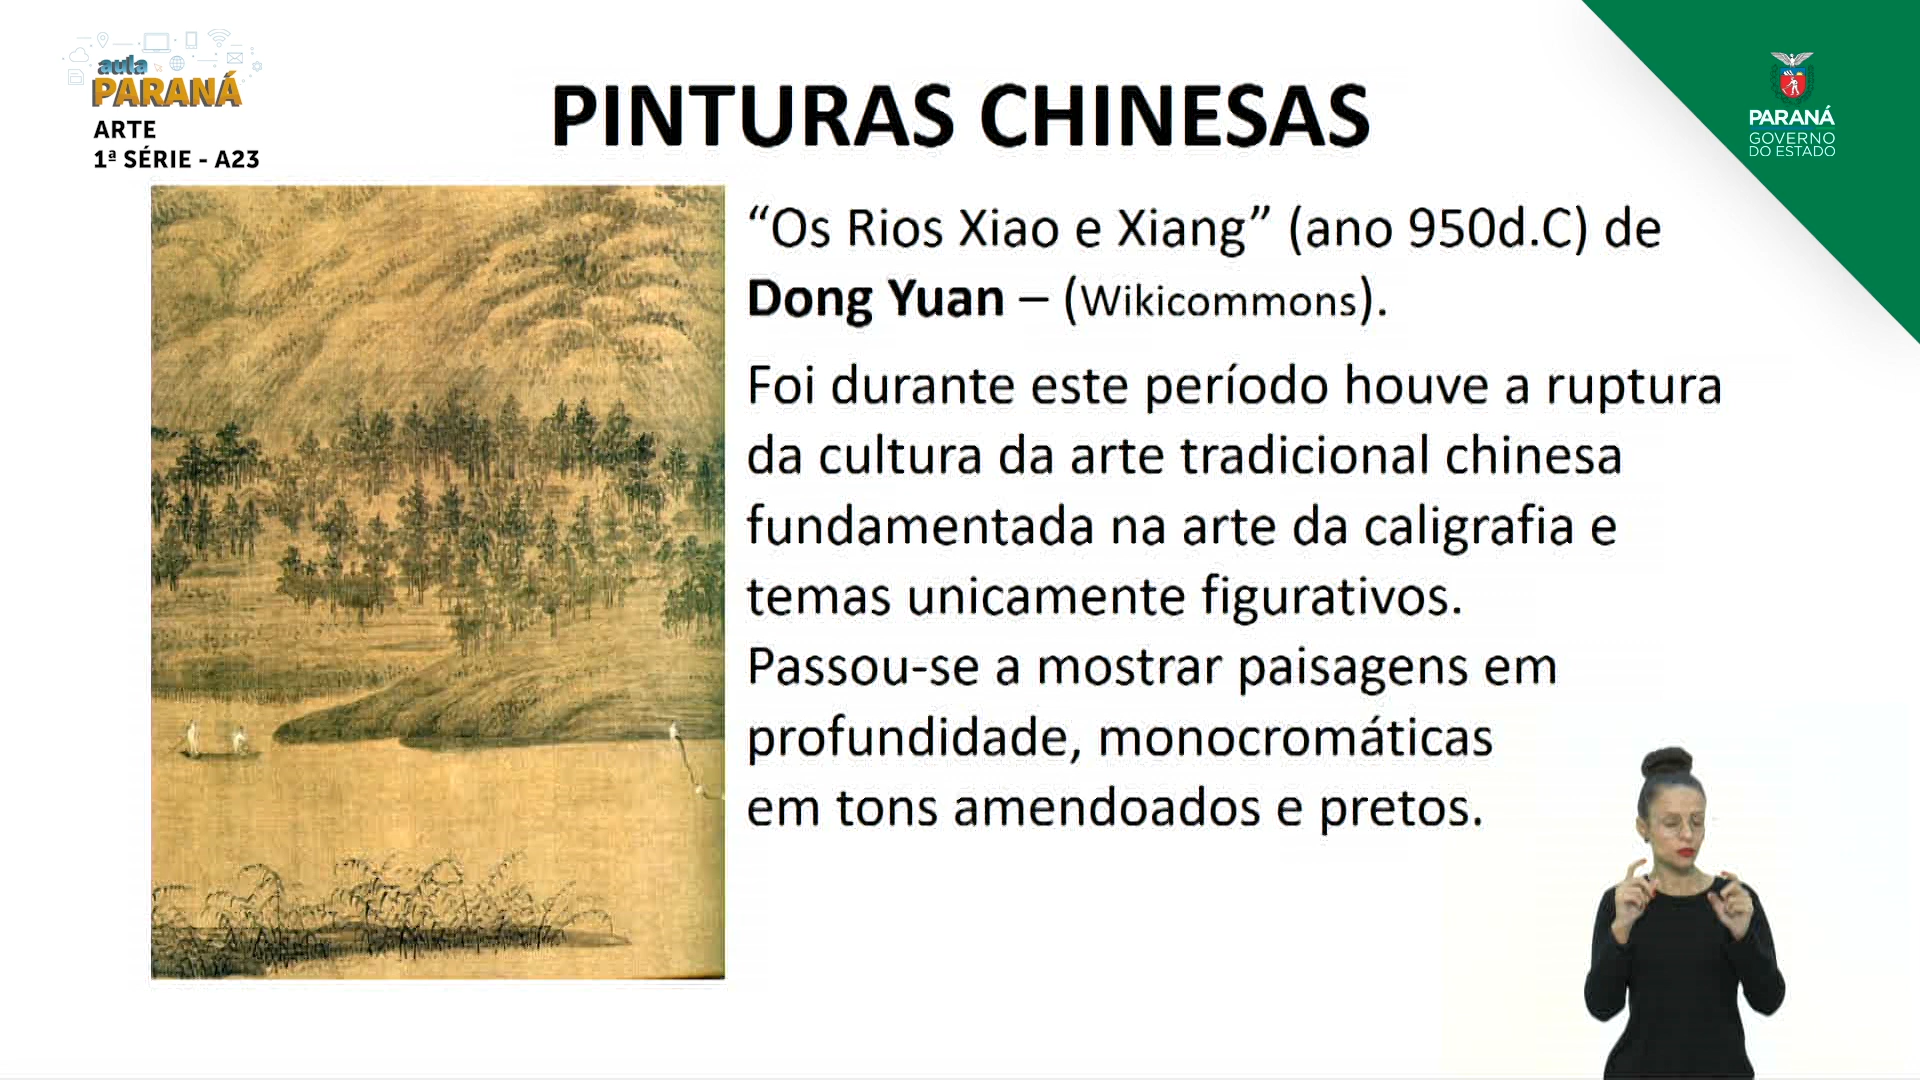 aula
PARANÁ
ARTE
1ª SÉRIE - A23
PINTURAS CHINESAS
PARANÁ
GOVERNO
DO ESTADO
“Os Rios Xiao e Xiang” (ano 950d.C) de
Dong Yuan – (Wikicommons).
Foi durante este período houve a ruptura
da cultura da arte tradicional chinesa
fundamentada na arte da caligrafia e
temas unicamente figurativos.
Passou-se a mostrar paisagens em
profundidade, monocromáticas
em tons amendoados e pretos.